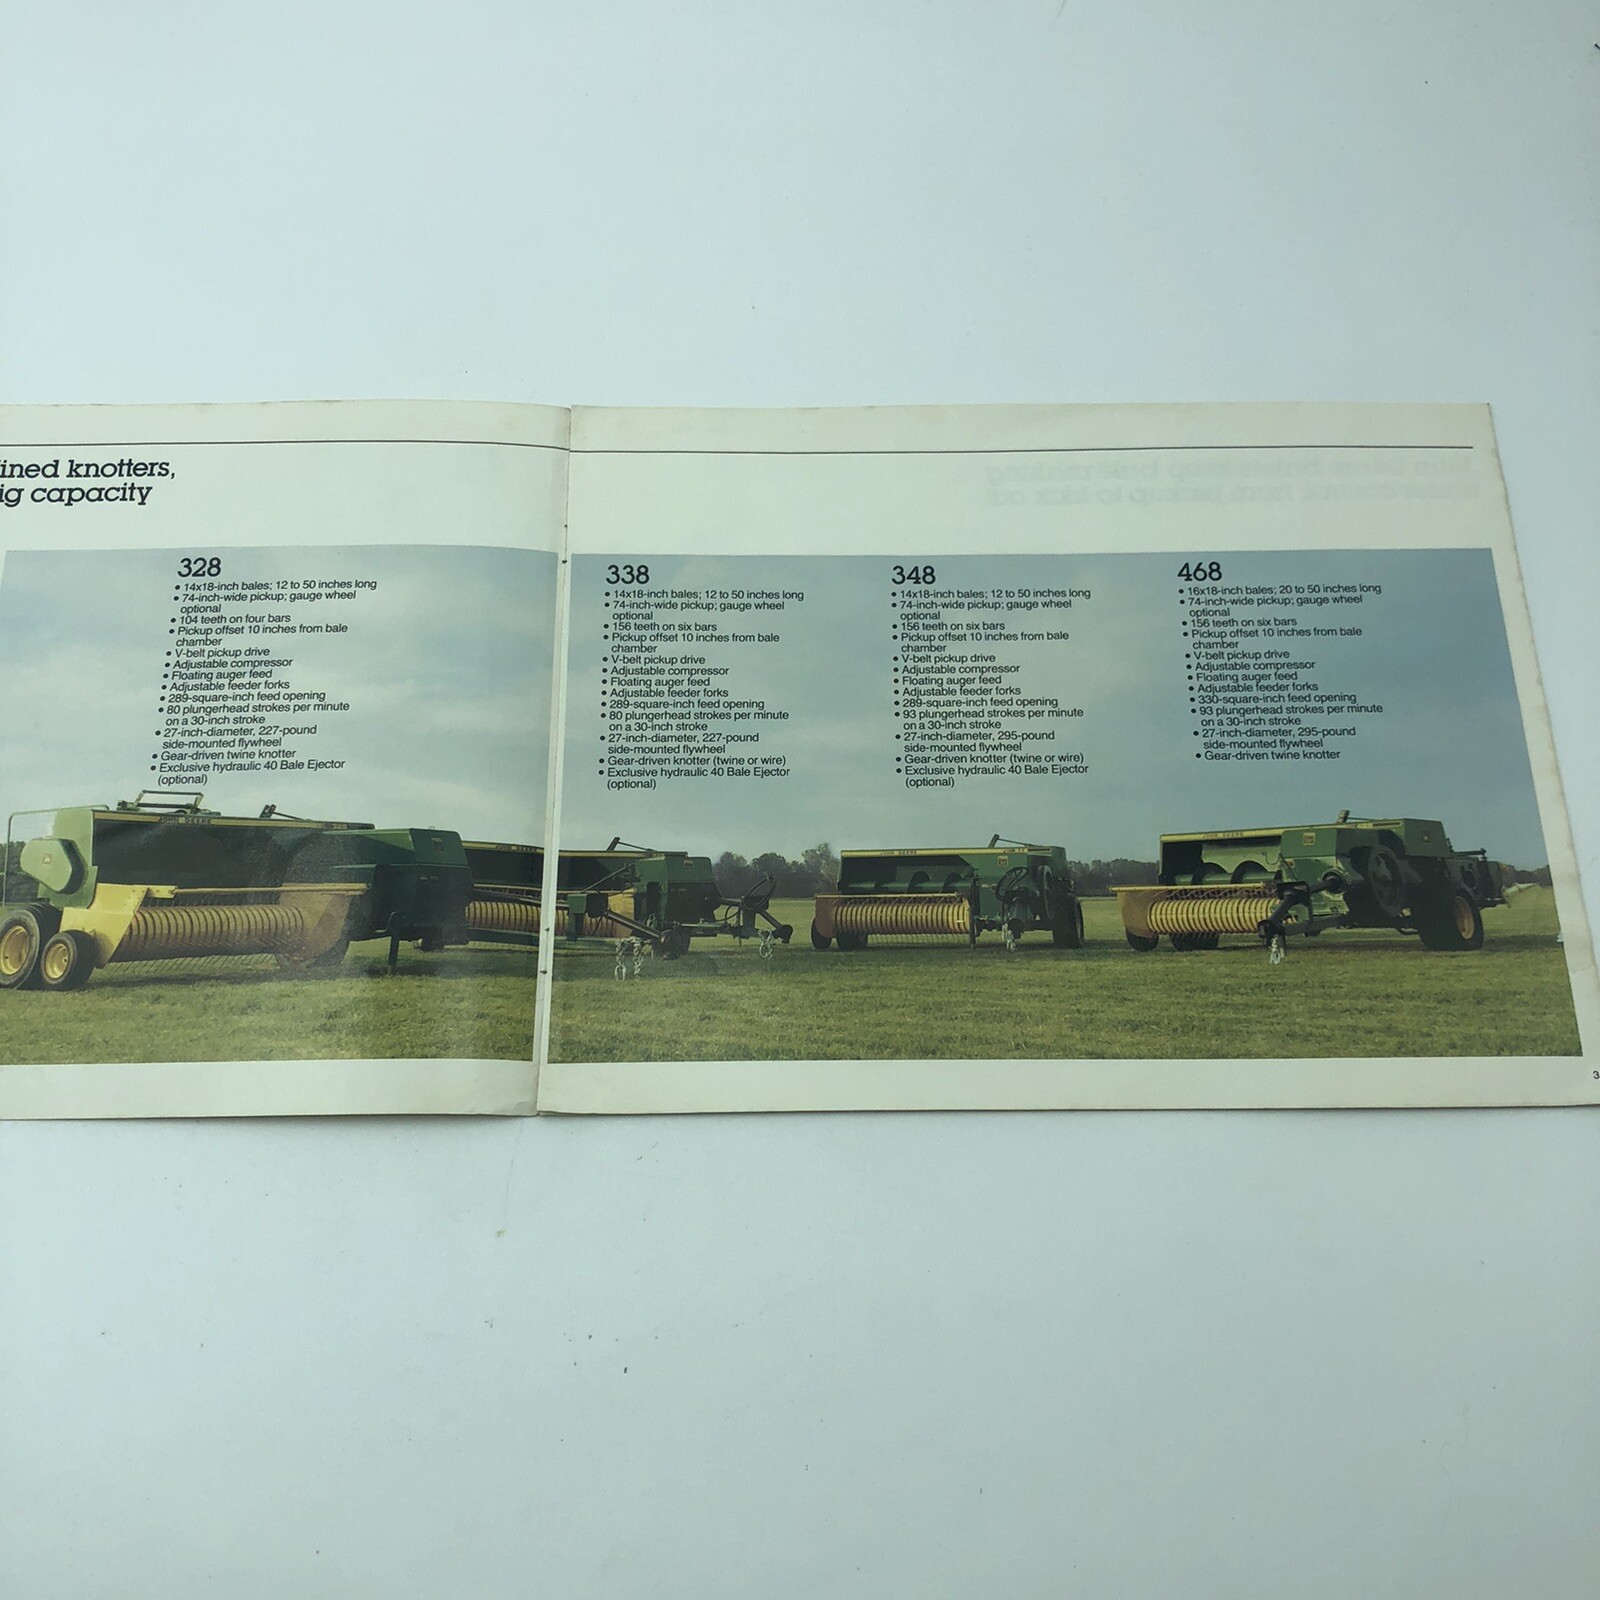 ined knotters,
ig capacity
328
• 14x18-inch bales; 12 to 50 inches long
• 74-inch-wide pickup; gauge wheel
optional
• 104 teeth on four bars
• Pickup offset 10 inches from bale
chamber
• V-belt pickup drive
• Adjustable compressor
• Floating auger feed
• Adjustable feeder forks
• 289-square-inch feed opening
• 80 plungerhead strokes per minute
on a 30-inch stroke
• 27-inch-diameter, 227-pound
side-mounted flywheel
• Gear-driven twine knotter
• Exclusive hydraulic 40 Bale Ejector
(optional)
338
• 14x18-inch bales; 12 to 50 inches long
• 74-inch-wide pickup; gauge wheel
optional
• 156 teeth on six bars
• Pickup offset 10 inches from bale
chamber
• V-belt pickup drive
• Adjustable compressor
• Floating auger feed
• Adjustable feeder forks
• 289-square-inch feed opening
• 80 plungerhead strokes per minute
on a 30-inch stroke
• 27-inch-diameter, 227-pound
side-mounted flywheel
• Gear-driven knotter (twine or wire)
• Exclusive hydraulic 40 Bale Ejector
(optional)
348
• 14x18-inch bales; 12 to 50 inches long
• 74-inch-wide pickup; gauge wheel
optional
• 156 teeth on six bars
• Pickup offset 10 inches from bale
chamber
• V-belt pickup drive
• Adjustable compressor
• Floating auger feed
• Adjustable feeder forks
• 289-square-inch feed opening
• 93 plungerhead strokes per minute
on a 30-inch stroke
• 27-inch-diameter, 295-pound
side-mounted flywheel
• Gear-driven knotter (twine or wire)
• Exclusive hydraulic 40 Bale Ejector
(optional)
468
• 16x18-inch bales; 20 to 50 inches long
• 74-inch-wide pickup; gauge wheel
optional
• 156 teeth on six bars
• Pickup offset 10 inches from bale
chamber
• V-belt pickup drive
• Adjustable compressor
• Floating auger feed
• Adjustable feeder forks
• 330-square-inch feed opening
• 93 plungerhead strokes per minute
on a 30-inch stroke
• 27-inch-diameter, 295-pound
side-mounted flywheel
• Gear-driven twine knotter
JOHN DEERE
JOHN DEERE
JOHN DEERE
JOHN DEERE
3